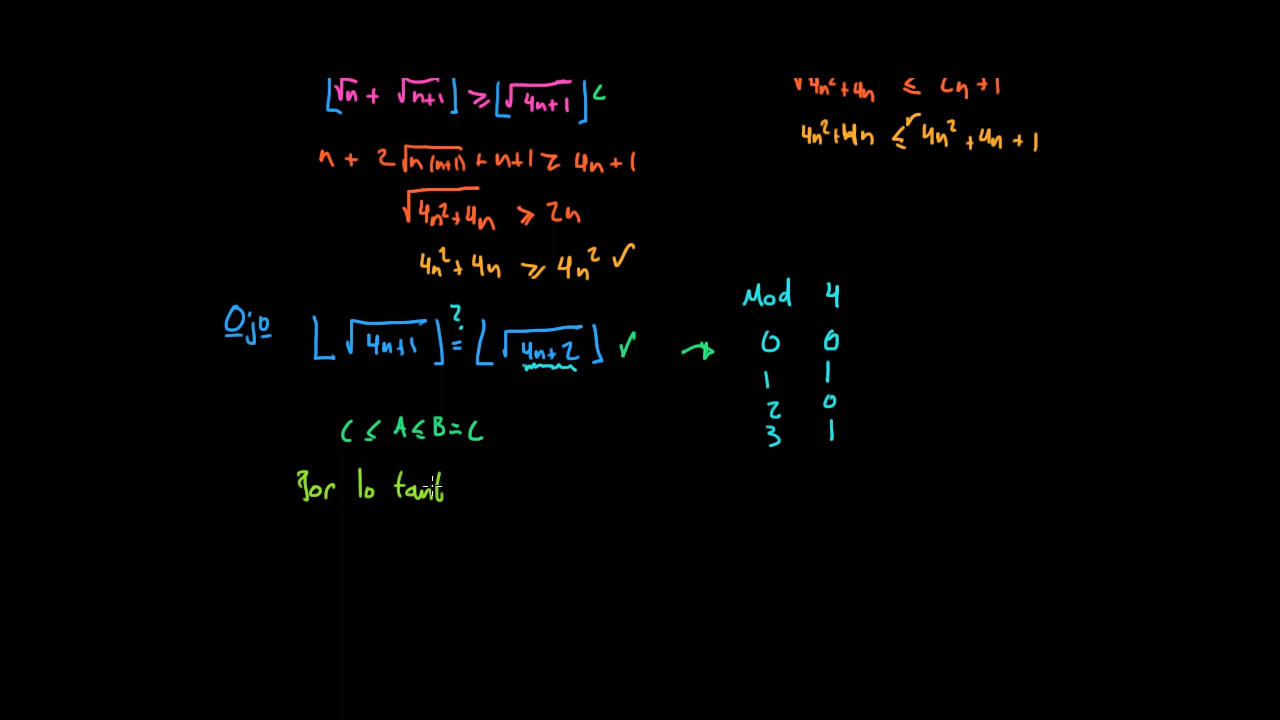 ⌊√n + √(n+1)⌋ ≥ ⌊√(4n+1)⌋ C
n + 2√(n(n+1)) + n+1 ≥ 4n+1
√(4n²+4n) ≥ 2n
4n²+4n ≥ 4n² ✓
√(4n²+4n) ≤ 2n+1
4n²+4n ≤ ✓ 4n²+4n+1
Ojo ⌊√(4n+1)⌋ ?= ⌊√(4n+2)⌋ ✓ →
C ≤ A ≤ B = C
Por lo tant
Mod 4
0 0
1 1
2 0
3 1